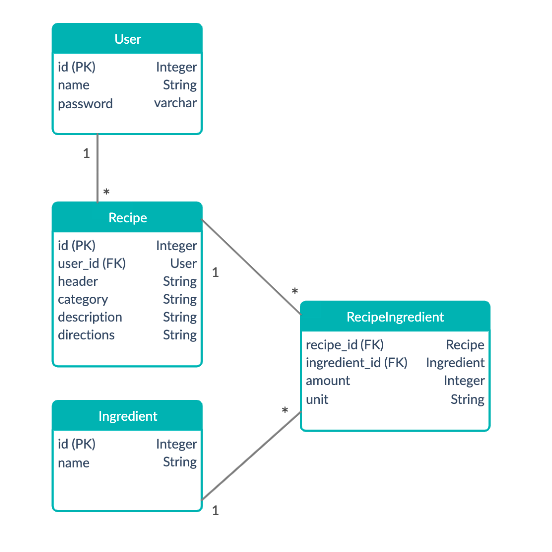 User
id (PK) Integer
name String
password varchar
1
*
Recipe
id (PK) Integer
user_id (FK) User
header String
category String
description String
directions String
1
*
RecipeIngredient
recipe_id (FK) Recipe
ingredient_id (FK) Ingredient
amount Integer
unit String
*
Ingredient
id (PK) Integer
name String
1